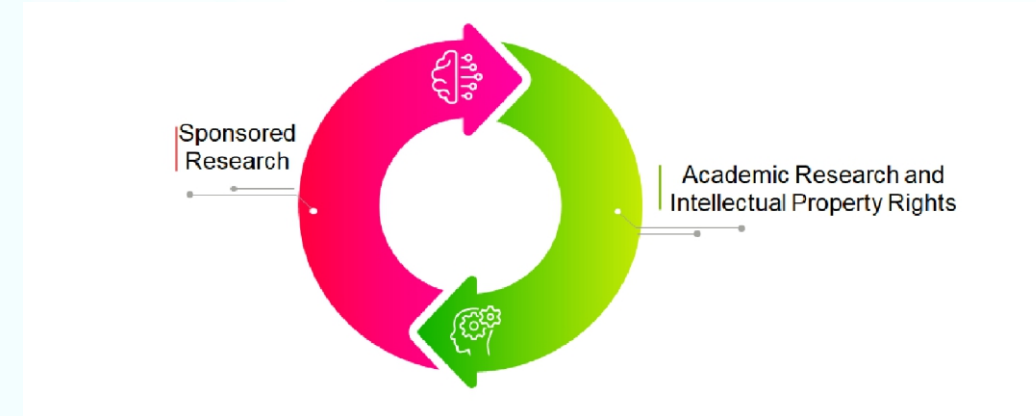 Sponsored
Research
Academic Research and
Intellectual Property Rights